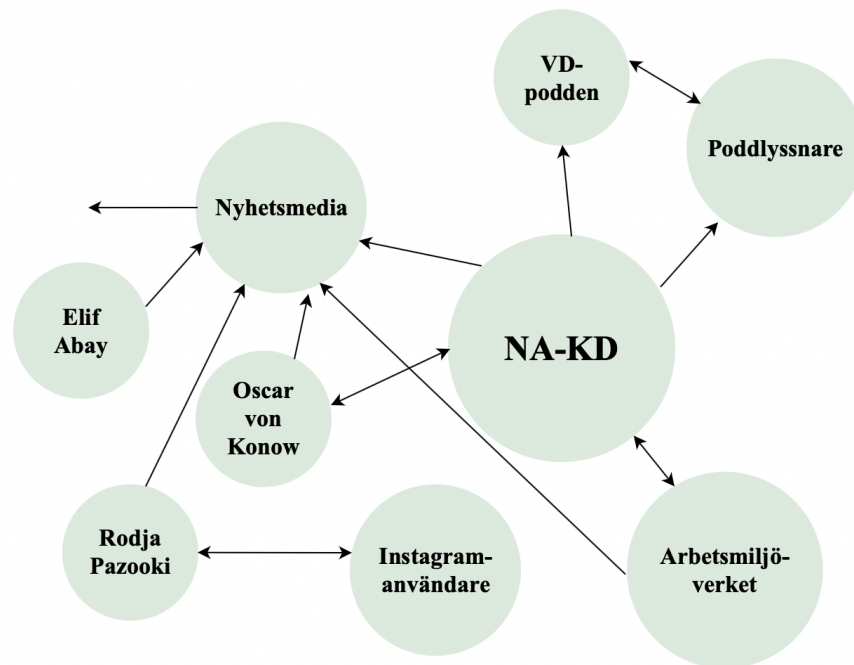 VD-
podden
Poddlyssnare
Nyhetsmedia
Elif
Abay
NA-KD
Oscar
von
Konow
Rodja
Pazooki
Instagram-
användare
Arbetsmiljö-
verket